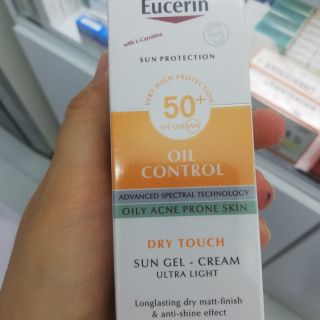 Eucerin
with L-Carnitine
SUN PROTECTION
VERY HIGH PROTECTION
50+
SPF UVB UVA
OIL
CONTROL
ADVANCED SPECTRAL TECHNOLOGY
OILY ACNE PRONE SKIN
DRY TOUCH
SUN GEL - CREAM
ULTRA LIGHT
Longlasting dry matt-finish
& anti-shine effect